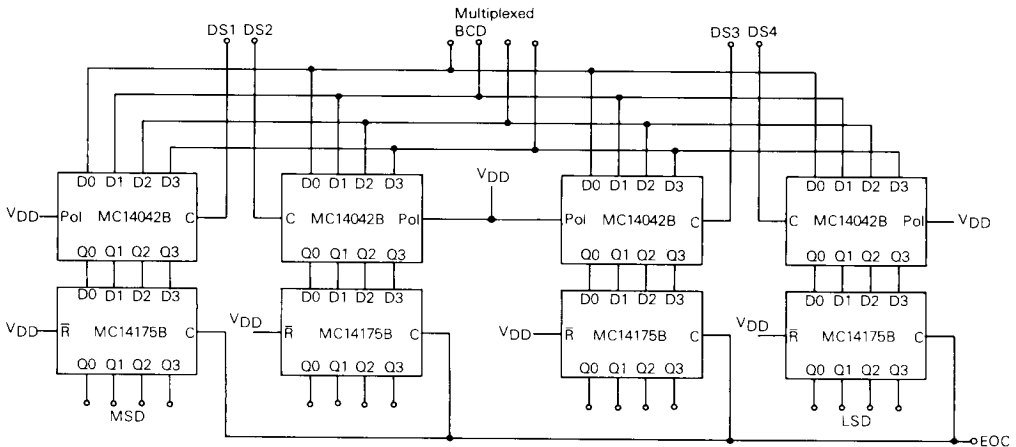 Multiplexed
BCD
DS1 DS2
DS3 DS4
D0 D1 D2 D3
D0 D1 D2 D3
D0 D1 D2 D3
D0 D1 D2 D3
VDD
VDD Pol MC14042B C
C MC14042B Pol
Pol MC14042B C
C MC14042B Pol VDD
Q0 Q1 Q2 Q3
Q0 Q1 Q2 Q3
Q0 Q1 Q2 Q3
Q0 Q1 Q2 Q3
D0 D1 D2 D3
D0 D1 D2 D3
D0 D1 D2 D3
D0 D1 D2 D3
VDD R̅ MC14175B C
VDD R̅ MC14175B C
VDD R̅ MC14175B C
VDD R̅ MC14175B C
Q0 Q1 Q2 Q3
Q0 Q1 Q2 Q3
Q0 Q1 Q2 Q3
Q0 Q1 Q2 Q3
MSD
LSD
EOC